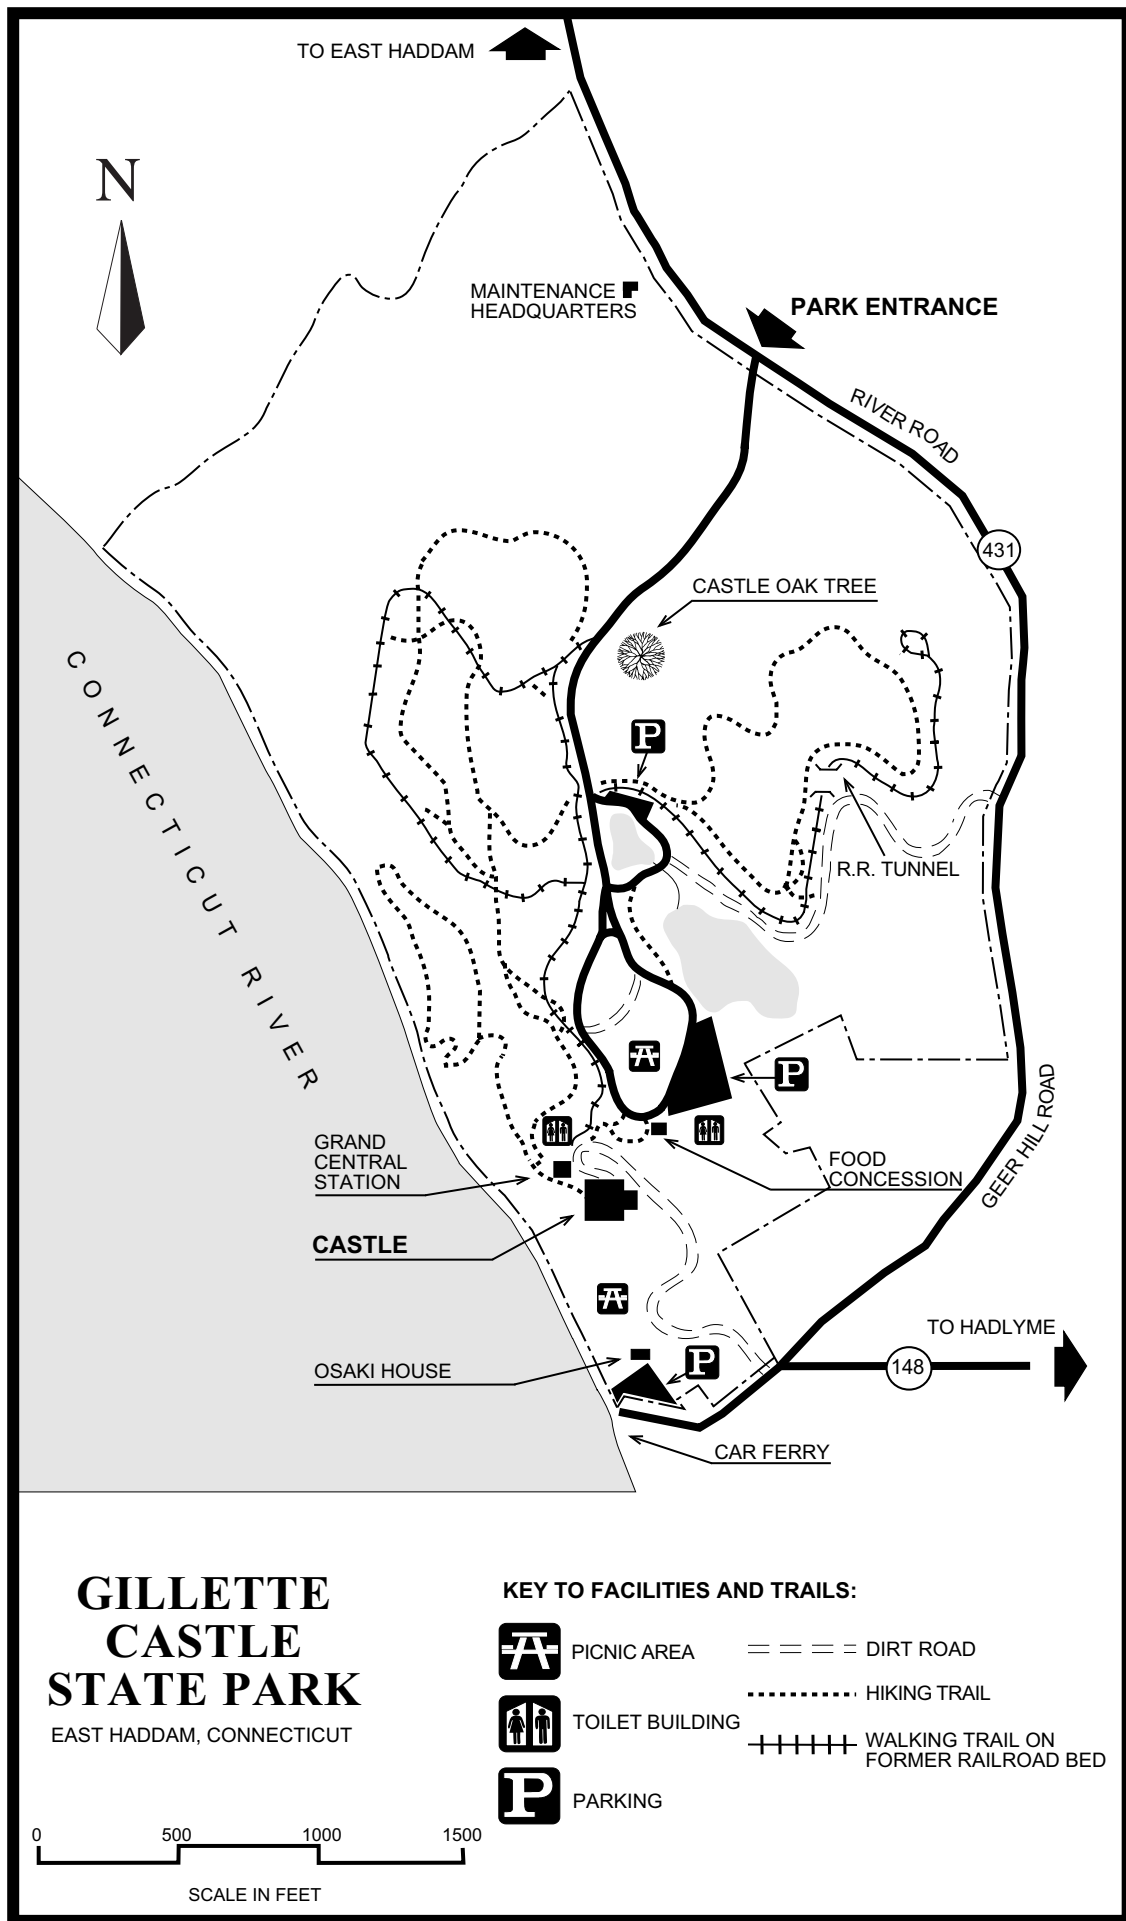 TO EAST HADDAM
N
MAINTENANCE
HEADQUARTERS
PARK ENTRANCE
RIVER ROAD
431
CASTLE OAK TREE
P
CONNECTICUT RIVER
R.R. TUNNEL
P
GEER HILL ROAD
GRAND
CENTRAL
STATION
FOOD
CONCESSION
CASTLE
TO HADLYME
148
OSAKI HOUSE
P
CAR FERRY
GILLETTE
CASTLE
STATE PARK
EAST HADDAM, CONNECTICUT
KEY TO FACILITIES AND TRAILS:
PICNIC AREA
DIRT ROAD
HIKING TRAIL
TOILET BUILDING
WALKING TRAIL ON
FORMER RAILROAD BED
P PARKING
0 500 1000 1500
SCALE IN FEET